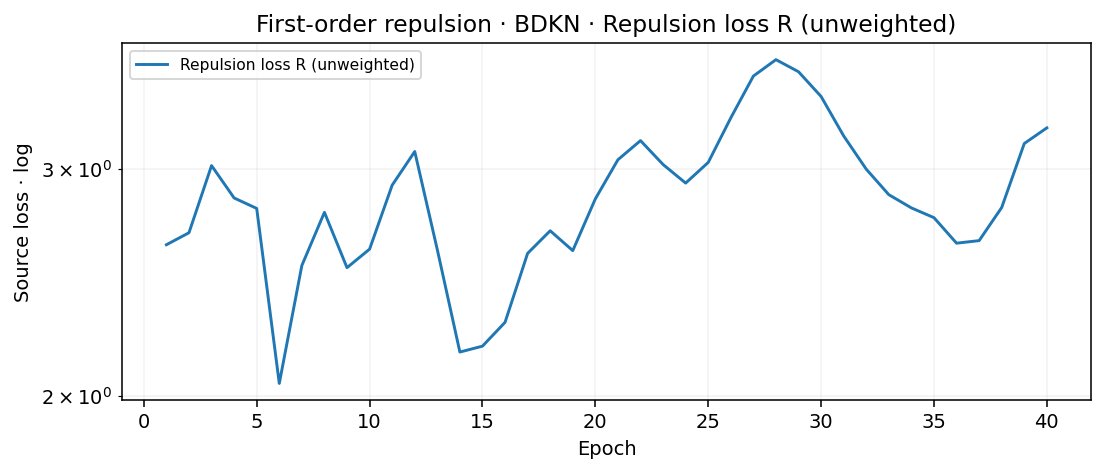 First-order repulsion · BDKN · Repulsion loss R (unweighted)
Repulsion loss R (unweighted)
Source loss · log
3 × 10⁰
2 × 10⁰
0 5 10 15 20 25 30 35 40
Epoch